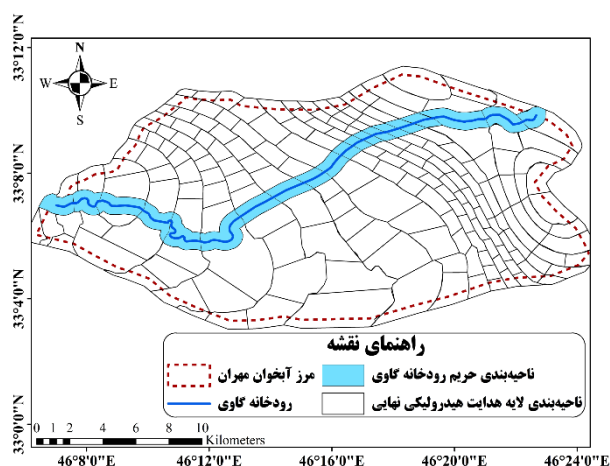 N
W E
S
33°12'0"N
33°8'0"N
33°4'0"N
33°0'0"N
راهنمای نقشه
ناحیه‌بندی حریم رودخانه گاوی
مرز آبخوان مهران
ناحیه‌بندی لایه هدایت هیدرولیکی نهایی
رودخانه گاوی
0 1 2 4 6 8 10
Kilometers
46°8'0"E 46°12'0"E 46°16'0"E 46°20'0"E 46°24'0"E